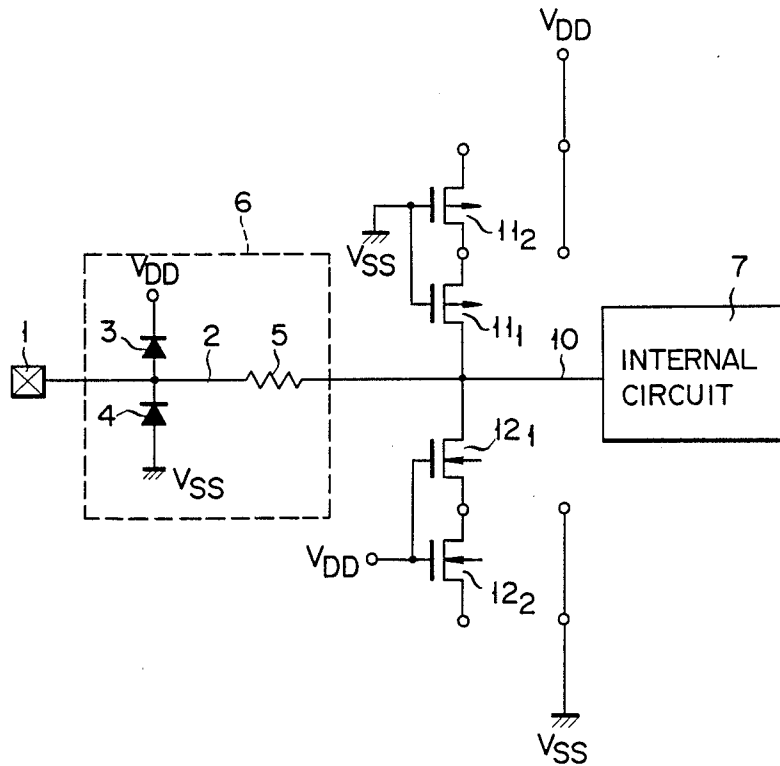 VDD
6
112
VSS
VDD
7
3
2
5
111
1
10
INTERNAL
CIRCUIT
4
121
VSS
VDD
122
VSS